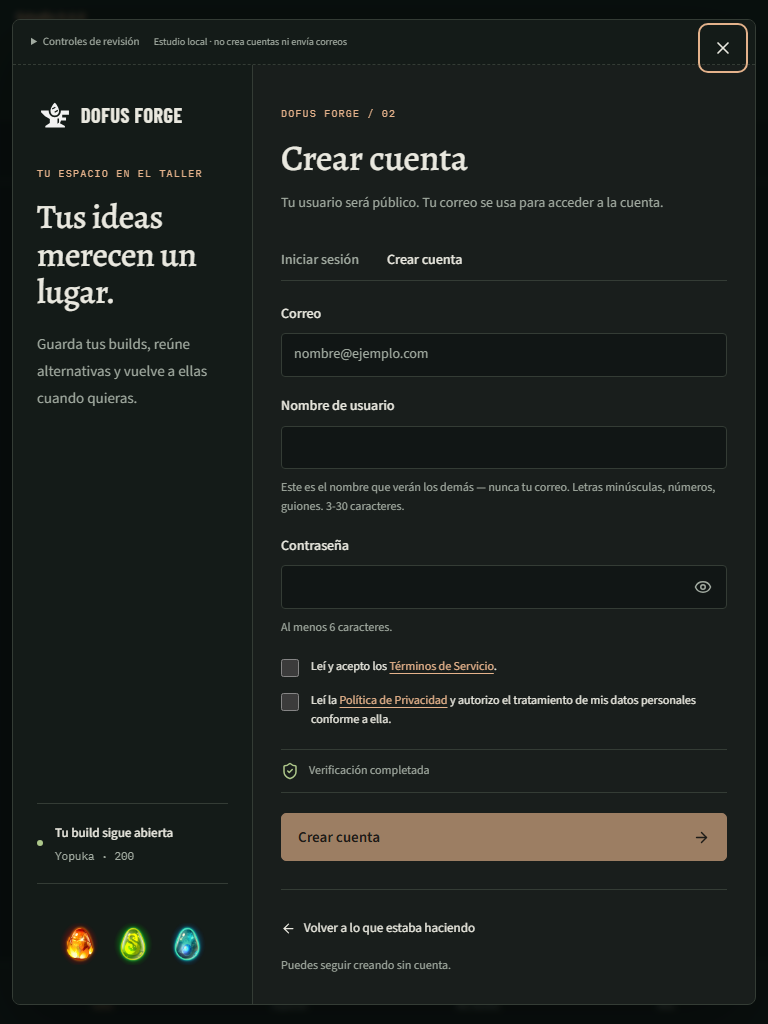 Controles de revisión Estudio local · no crea cuentas ni envía correos
DOFUS FORGE
TU ESPACIO EN EL TALLER
Tus ideas
merecen un
lugar.
Guarda tus builds, reúne
alternativas y vuelve a ellas
cuando quieras.
Tu build sigue abierta
Yopuka · 200
DOFUS FORGE / 02
Crear cuenta
Tu usuario será público. Tu correo se usa para acceder a la cuenta.
Iniciar sesión Crear cuenta
Correo
nombre@ejemplo.com
Nombre de usuario
Este es el nombre que verán los demás — nunca tu correo. Letras minúsculas, números,
guiones. 3-30 caracteres.
Contraseña
Al menos 6 caracteres.
Leí y acepto los Términos de Servicio.
Leí la Política de Privacidad y autorizo el tratamiento de mis datos personales
conforme a ella.
Verificación completada
Crear cuenta
Volver a lo que estaba haciendo
Puedes seguir creando sin cuenta.